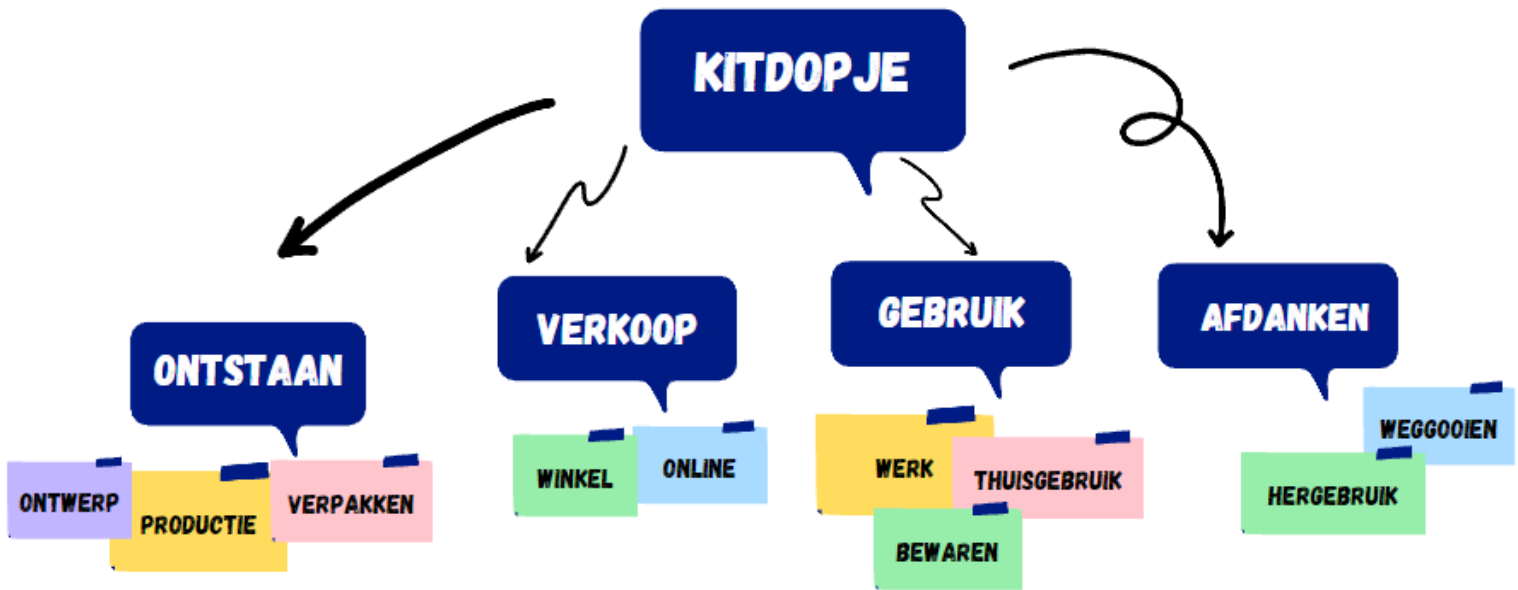 KITDOPJE
ONTSTAAN
ONTWERP
PRODUCTIE
VERPAKKEN
VERKOOP
WINKEL
ONLINE
GEBRUIK
WERK
THUISGEBRUIK
BEWAREN
AFDANKEN
WEGGOOIEN
HERGEBRUIK